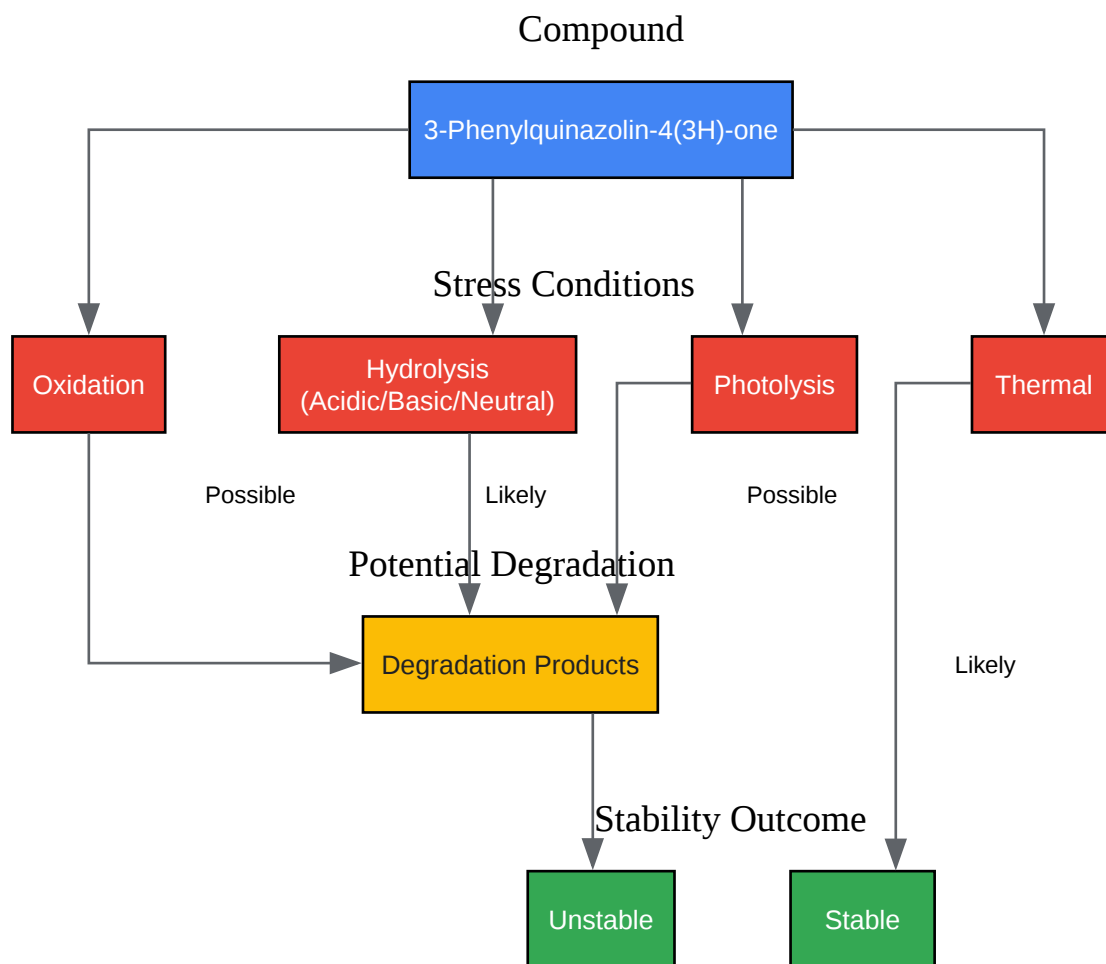 Compound
3-Phenylquinazolin-4(3H)-one
Stress Conditions
Oxidation
Hydrolysis
(Acidic/Basic/Neutral)
Photolysis
Thermal
Possible
Likely
Possible
Potential Degradation
Degradation Products
Likely
Stability Outcome
Unstable
Stable